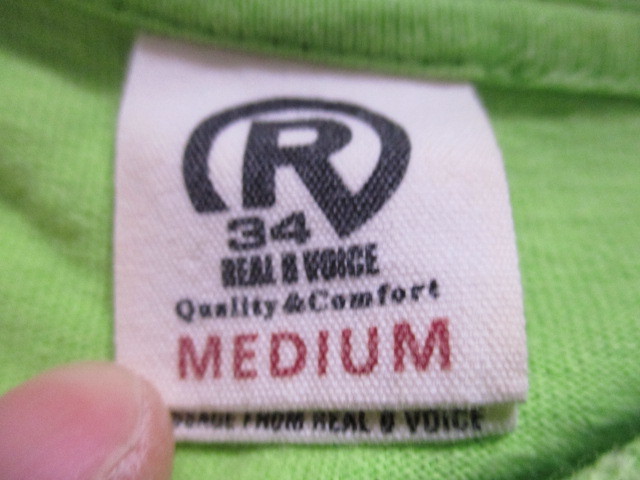 R
34
REAL B VOICE
Quality & Comfort
MEDIUM
FROM REAL B VOICE